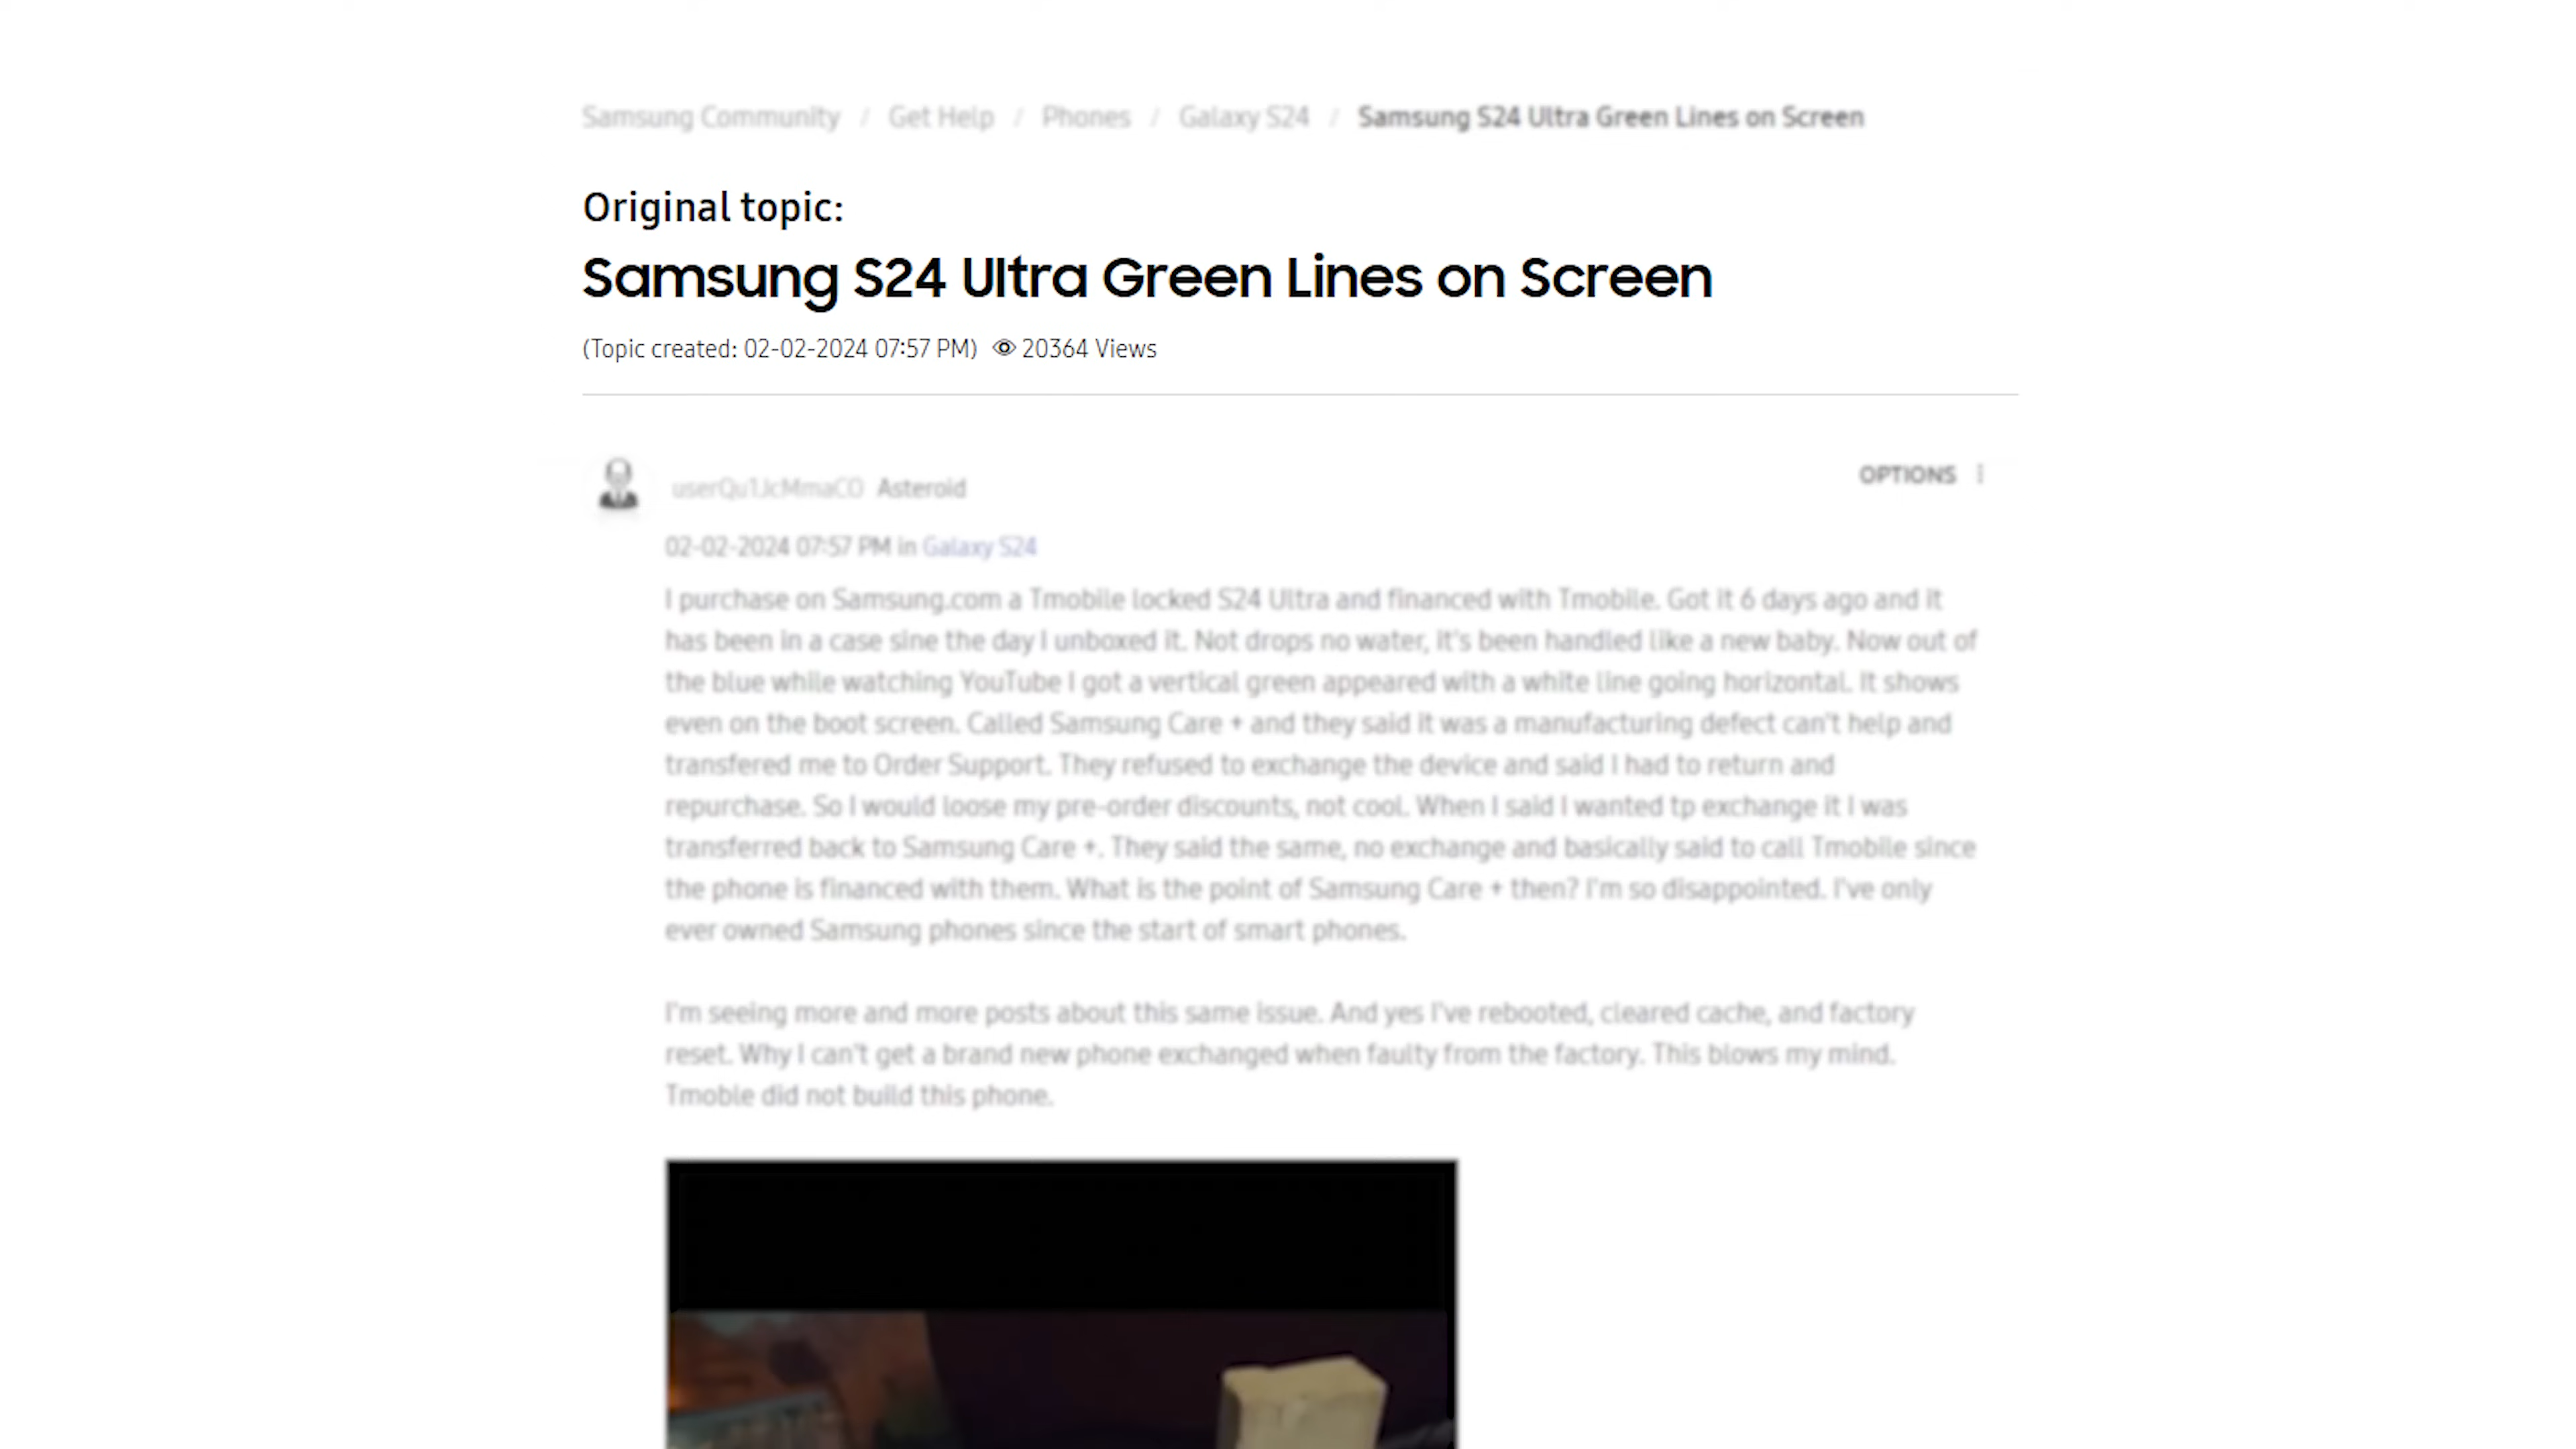 Samsung Community / Get Help / Phones / Galaxy S24 / Samsung S24 Ultra Green Lines on Screen
Original topic:
Samsung S24 Ultra Green Lines on Screen
(Topic created: 02-02-2024 07:57 PM) 20364 Views
Asteroid
OPTIONS
02-02-2024 07:57 PM in Galaxy S24
I purchase on Samsung.com a Tmobile locked S24 Ultra and financed with Tmobile. Got it 6 days ago and it
has been in a case sine the day I unboxed it. Not drops no water, it's been handled like a new baby. Now out of
the blue while watching YouTube I got a vertical green appeared with a white line going horizontal. It shows
even on the boot screen. Called Samsung Care + and they said it was a manufacturing defect can't help and
transfered me to Order Support. They refused to exchange the device and said I had to return and
repurchase. So I would loose my pre-order discounts, not cool. When I said I wanted tp exchange it I was
transferred back to Samsung Care +. They said the same, no exchange and basically said to call Tmobile since
the phone is financed with them. What is the point of Samsung Care + then? I'm so disappointed. I've only
ever owned Samsung phones since the start of smart phones.
I'm seeing more and more posts about this same issue. And yes I've rebooted, cleared cache, and factory
reset. Why I can't get a brand new phone exchanged when faulty from the factory. This blows my mind.
Tmoble did not build this phone.